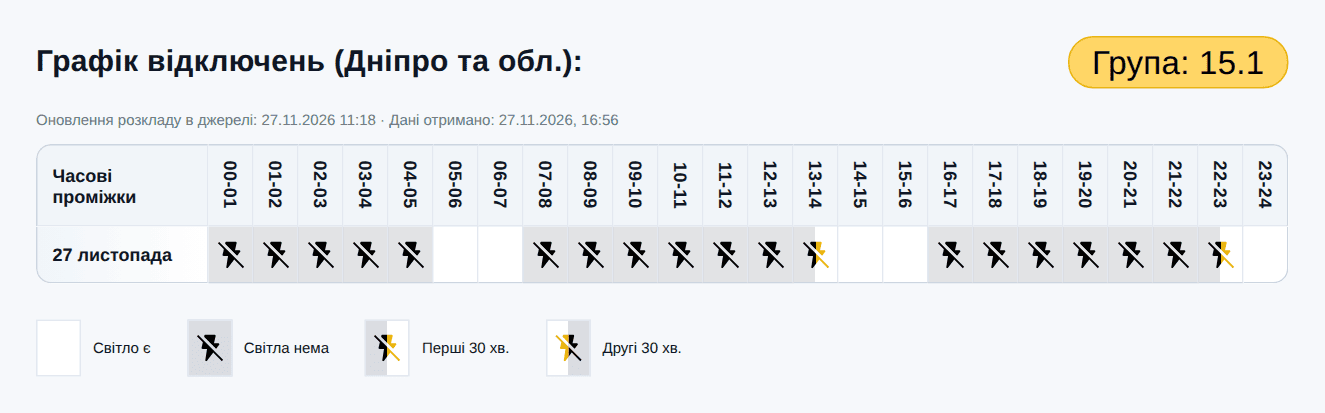 Графік відключень (Дніпро та обл.):
Група: 15.1
Оновлення розкладу в джерелі: 27.11.2026 11:18 · Дані отримано: 27.11.2026, 16:56
Часові
проміжки
00-01
01-02
02-03
03-04
04-05
05-06
06-07
07-08
08-09
09-10
10-11
11-12
12-13
13-14
14-15
15-16
16-17
17-18
18-19
19-20
20-21
21-22
22-23
23-24
27 листопада
Світло є
Світла нема
Перші 30 хв.
Другі 30 хв.